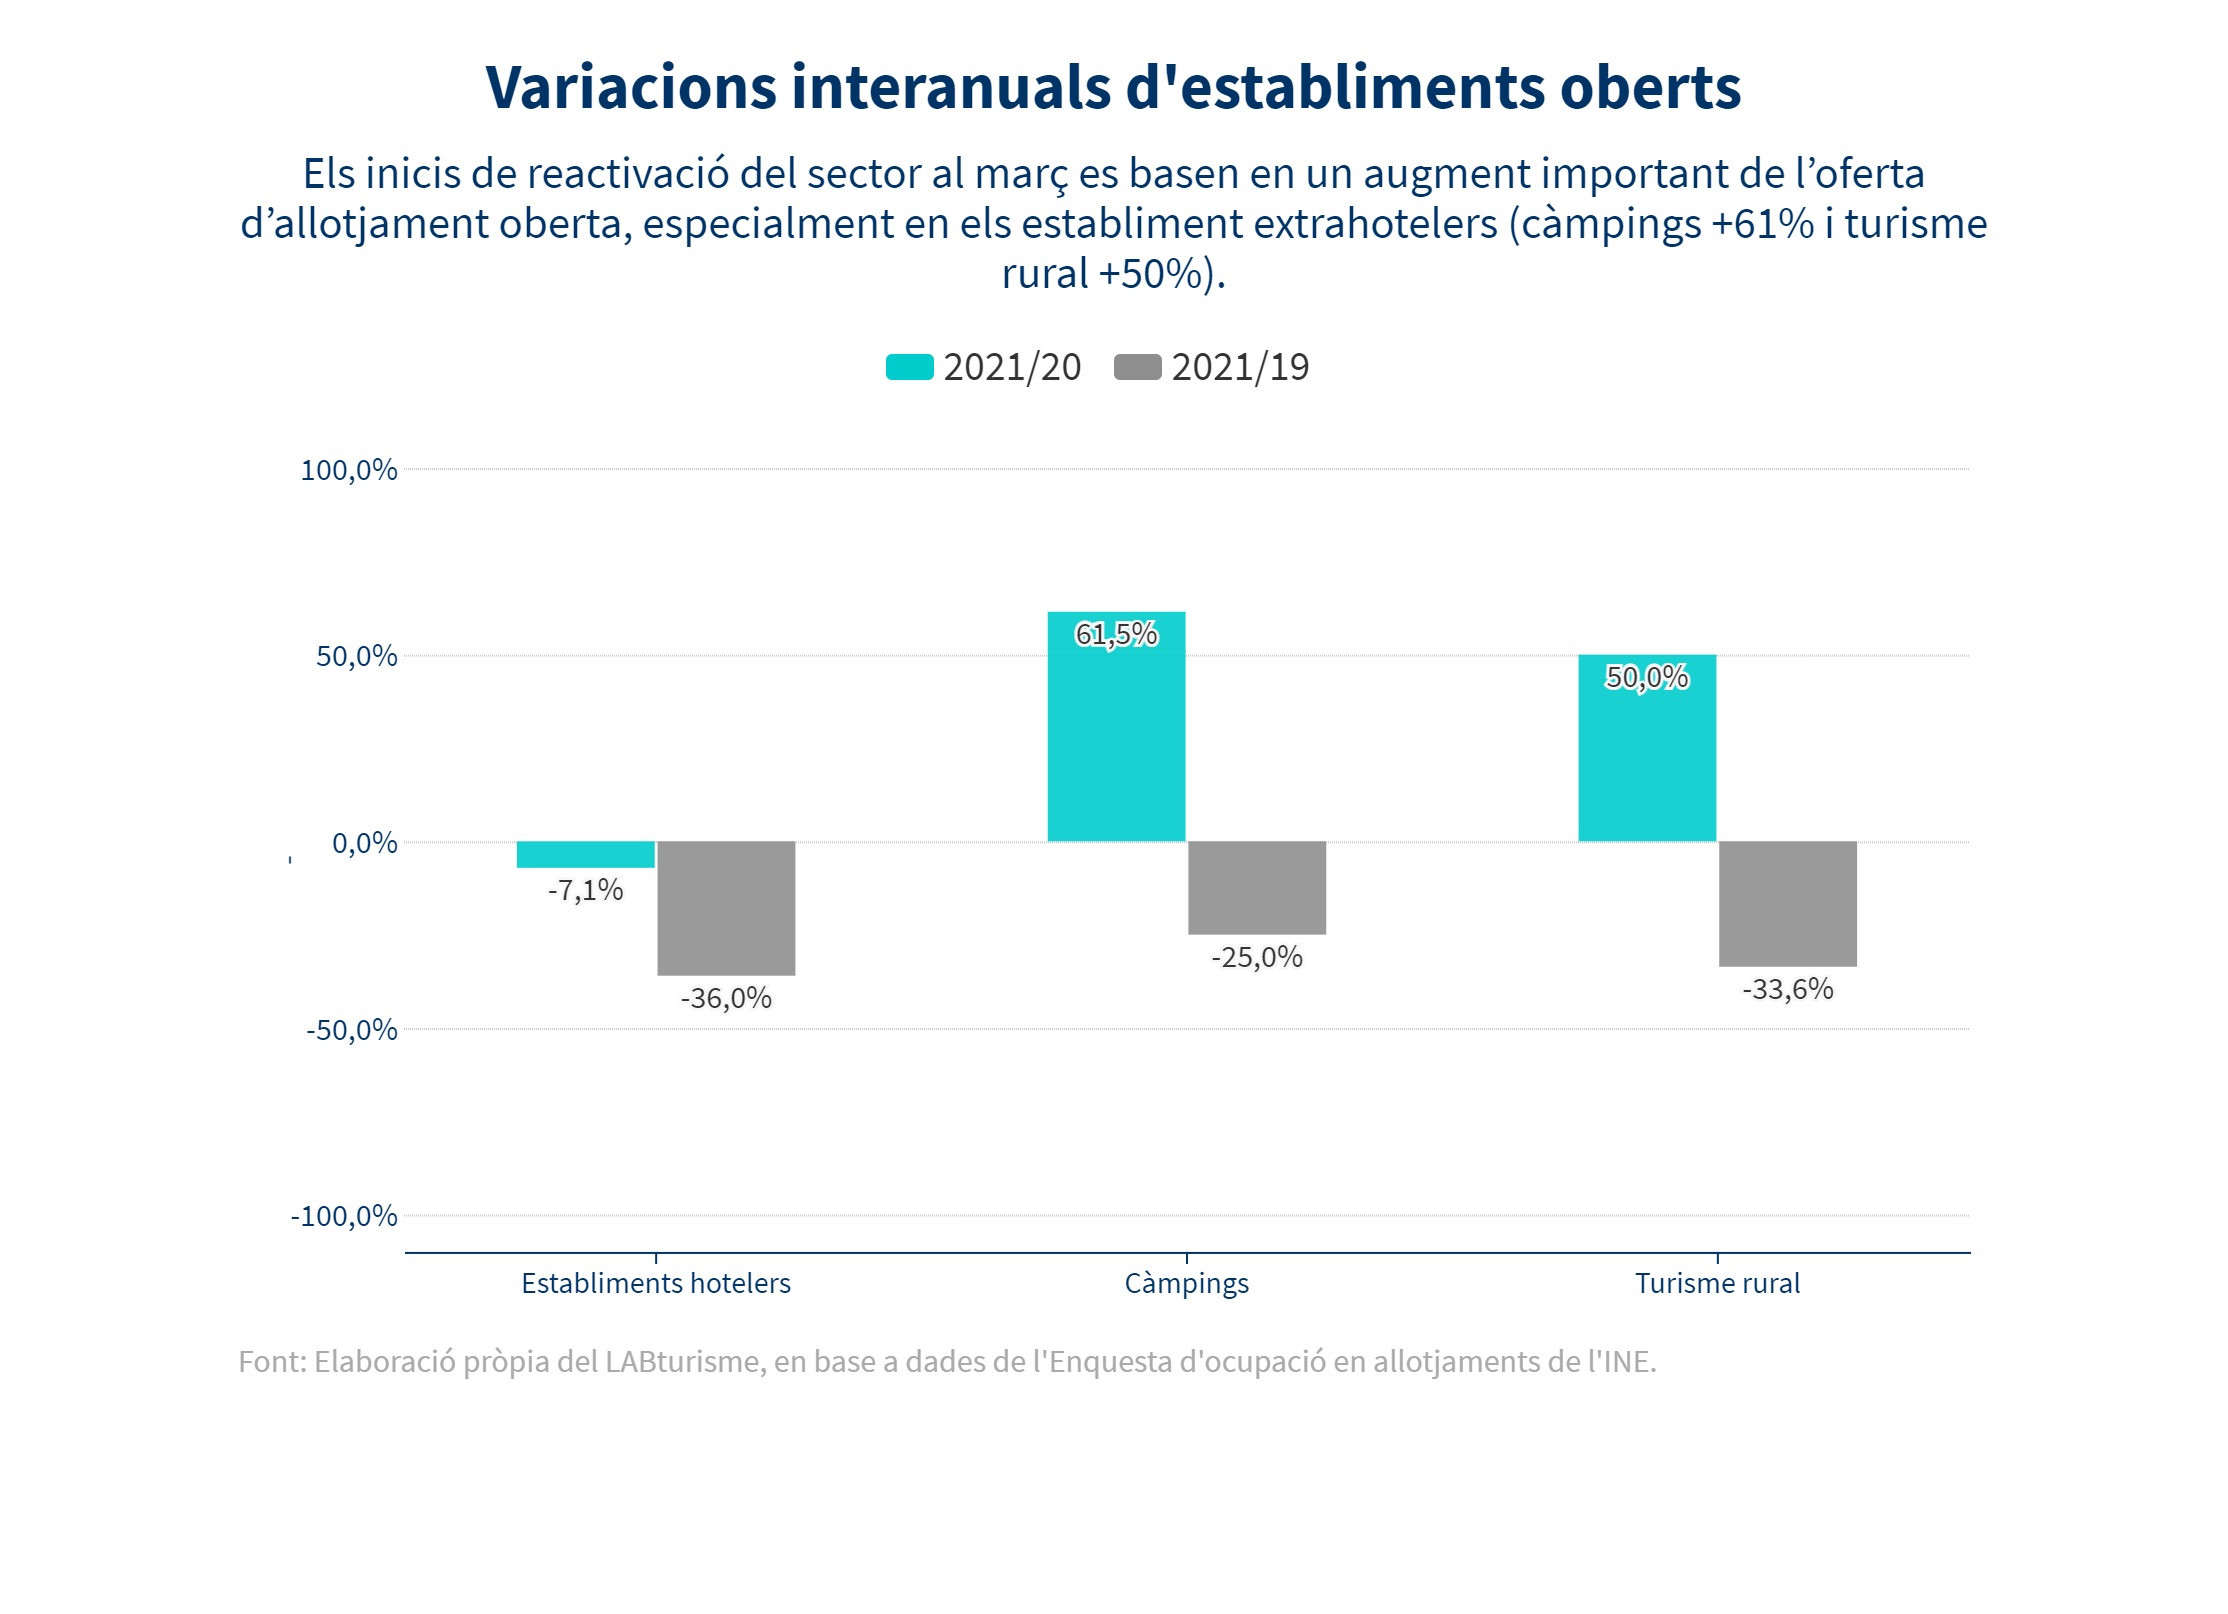 Variacions interanuals d'establiments oberts
Els inicis de reactivació del sector al març es basen en un augment important de l’oferta
d’allotjament oberta, especialment en els establiment extrahotelers (càmpings +61% i turisme
rural +50%).
2021/20 2021/19
100,0%
61,5%
50,0%
50,0%
0,0%
-
-7,1%
-25,0%
-33,6%
-36,0%
-50,0%
-100,0%
Establiments hotelers Càmpings Turisme rural
Font: Elaboració pròpia del LABturisme, en base a dades de l'Enquesta d'ocupació en allotjaments de l'INE.